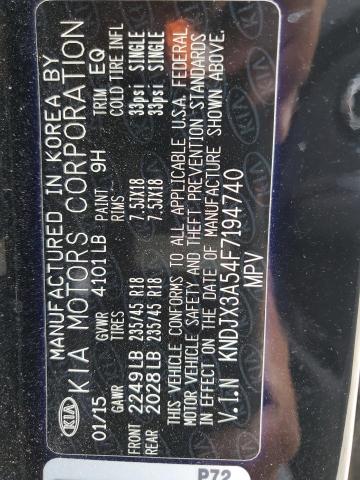 MANUFACTURED IN KOREA BY
KIA KIA MOTORS CORPORATION
01/15 GVWR 4101LB PAINT 9H TRIM EQ
GAWR TIRES RIMS COLD TIRE INFL
FRONT 2249LB 235/45 R18 7.5JX18 33psi SINGLE
REAR 2028LB 235/45 R18 7.5JX18 33psi SINGLE
THIS VEHICLE CONFORMS TO ALL APPLICABLE U.S.A. FEDERAL
MOTOR VEHICLE SAFETY AND THEFT PREVENTION STANDARDS
IN EFFECT ON THE DATE OF MANUFACTURE SHOWN ABOVE.
V.I.N KNDJX3A54F7194740
MPV
P72